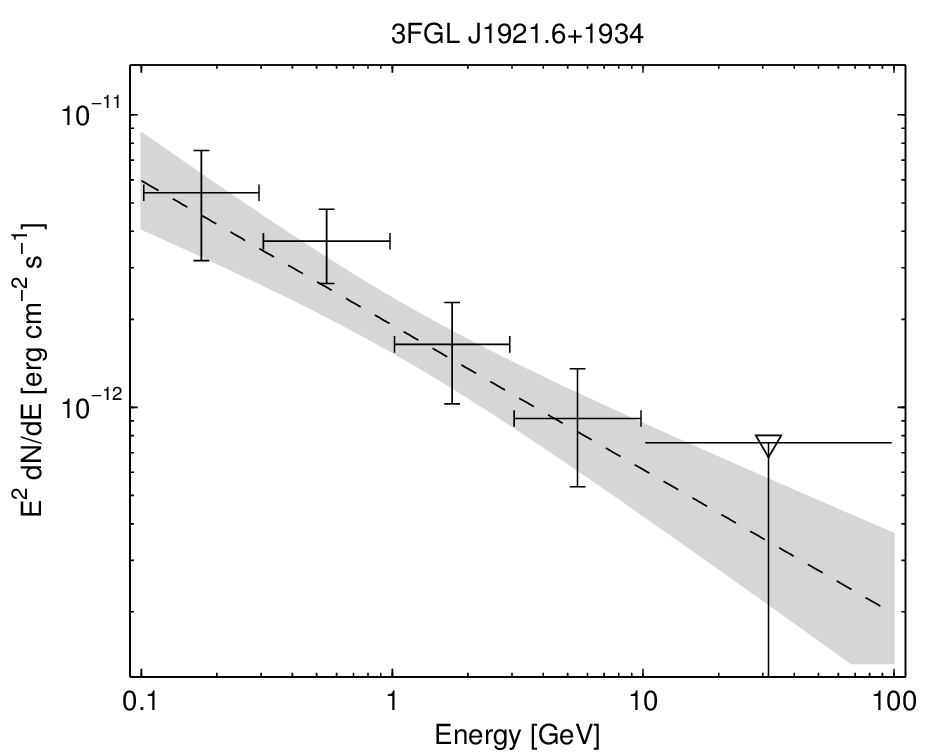 3FGL J1921.6+1934
10⁻¹¹
10⁻¹²
E² dN/dE [erg cm⁻² s⁻¹]
0.1 1 10 100
Energy [GeV]